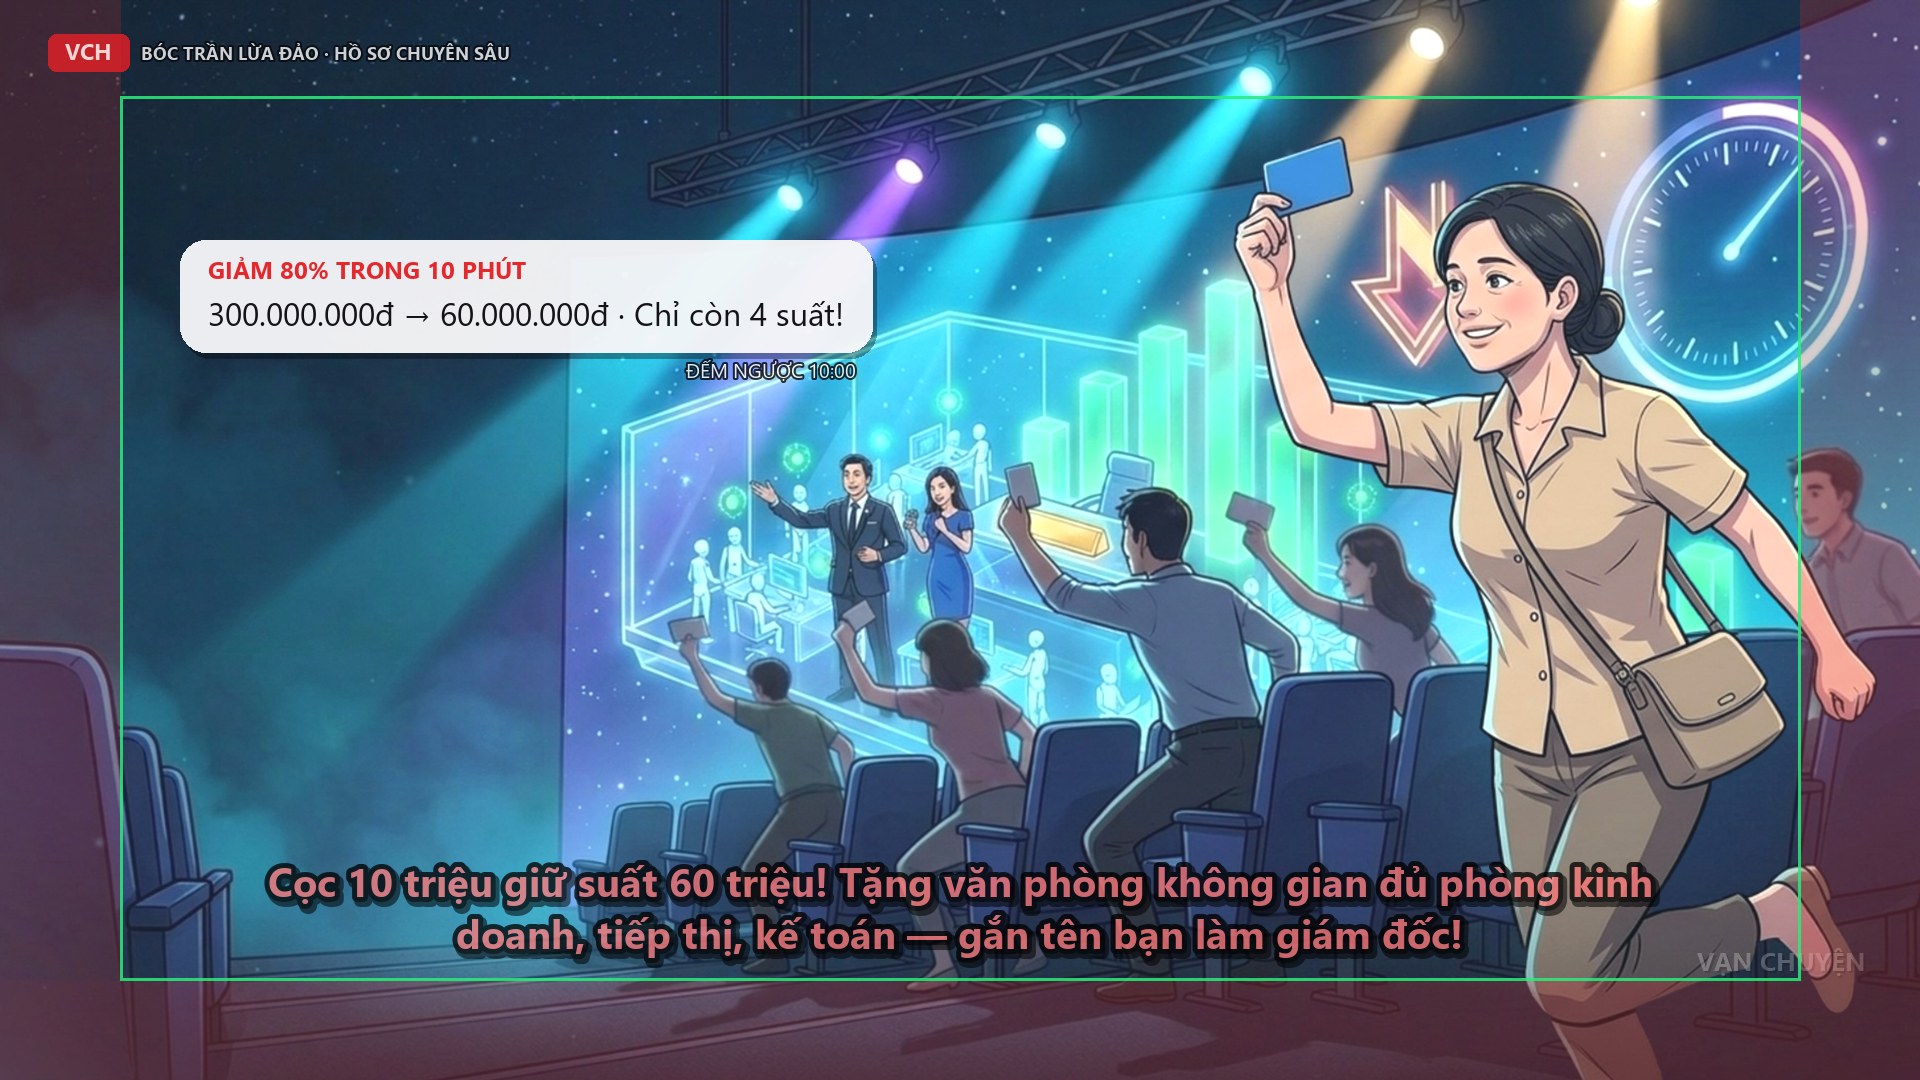 VCH BÓC TRẦN LỪA ĐẢO · HỒ SƠ CHUYÊN SÂU
GIẢM 80% TRONG 10 PHÚT
300.000.000đ → 60.000.000đ · Chỉ còn 4 suất!
ĐẾM NGƯỢC 10:00
Cọc 10 triệu giữ suất 60 triệu! Tặng văn phòng không gian đủ phòng kinh
doanh, tiếp thị, kế toán — gắn tên bạn làm giám đốc!
VẠN CHUYỆN